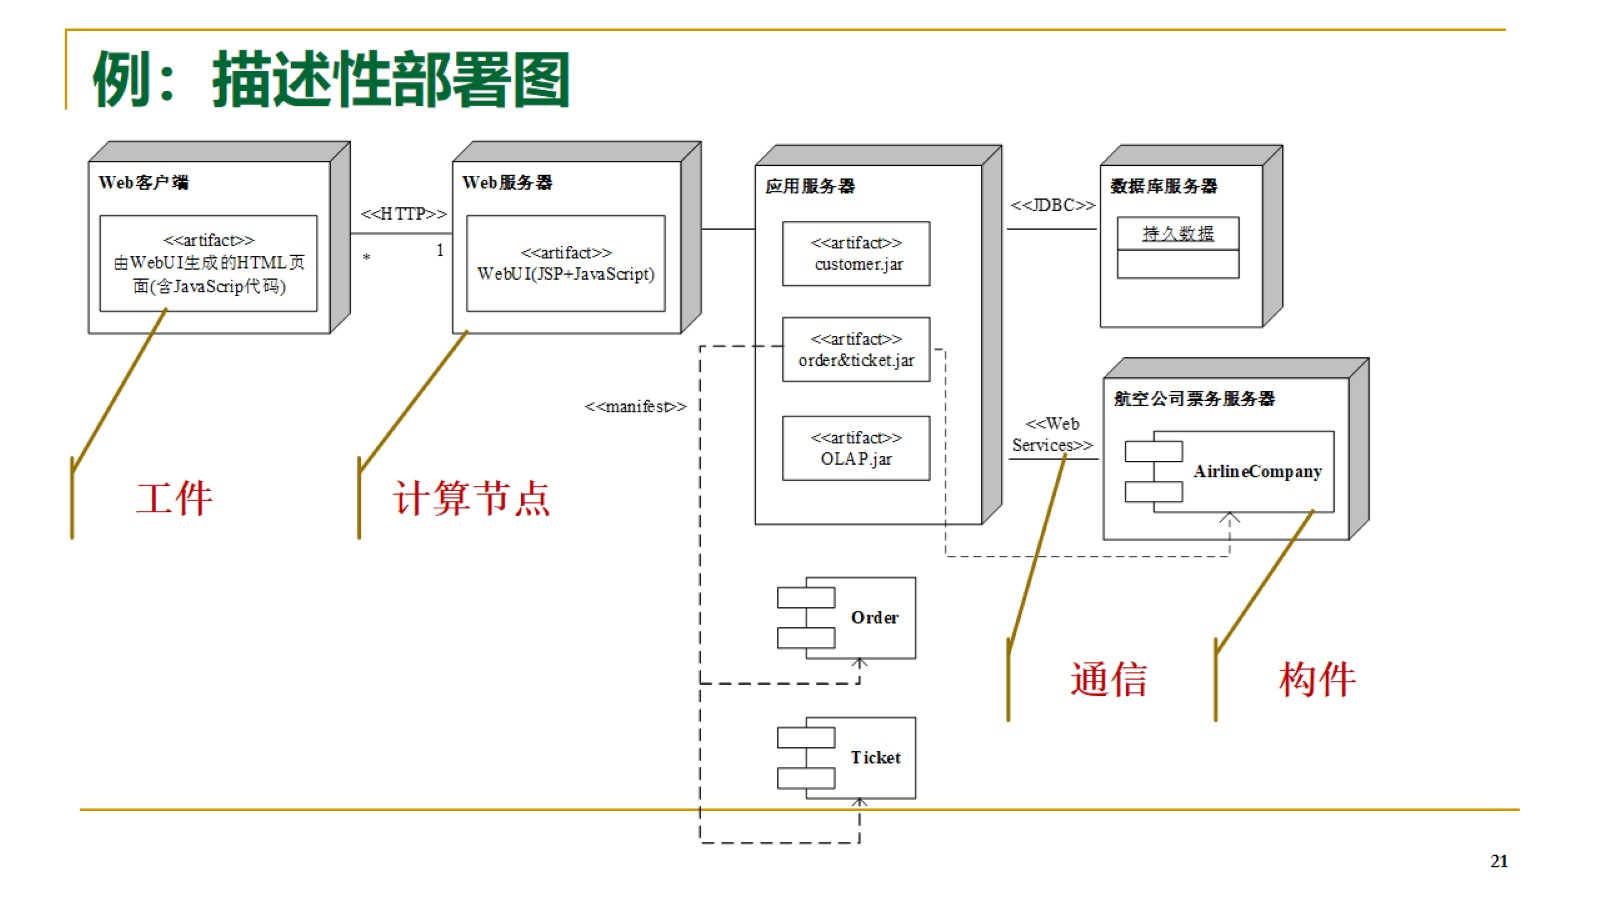 例：描述性部署图
Web客户端
<<artifact>>
由WebUI生成的HTML页
面(含JavaScrip代码)
<<HTTP>>
*
1
Web服务器
<<artifact>>
WebUI(JSP+JavaScript)
应用服务器
<<artifact>>
customer.jar
<<artifact>>
order&ticket.jar
<<artifact>>
OLAP.jar
<<JDBC>>
数据库服务器
持久数据
<<manifest>>
<<Web
Services>>
航空公司票务服务器
AirlineCompany
工件
计算节点
Order
通信
构件
Ticket
21